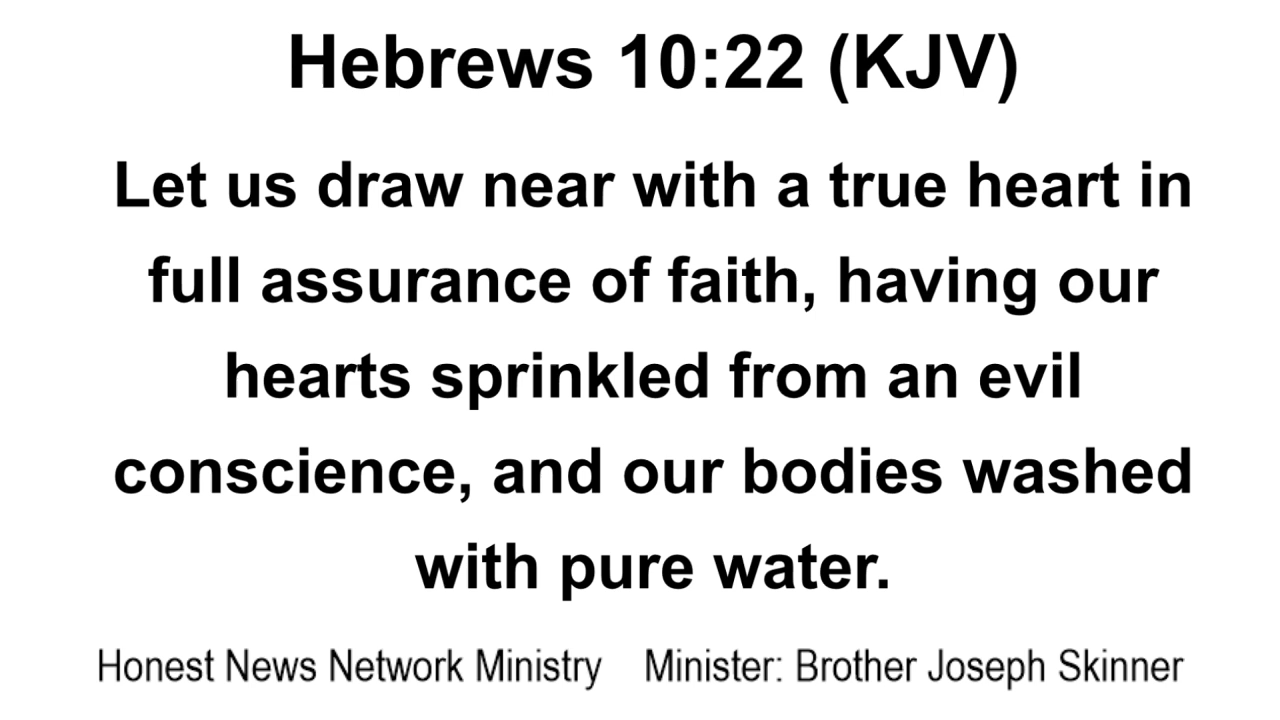 Hebrews 10:22 (KJV)
Let us draw near with a true heart in
full assurance of faith, having our
hearts sprinkled from an evil
conscience, and our bodies washed
with pure water.
Honest News Network Ministry Minister: Brother Joseph Skinner